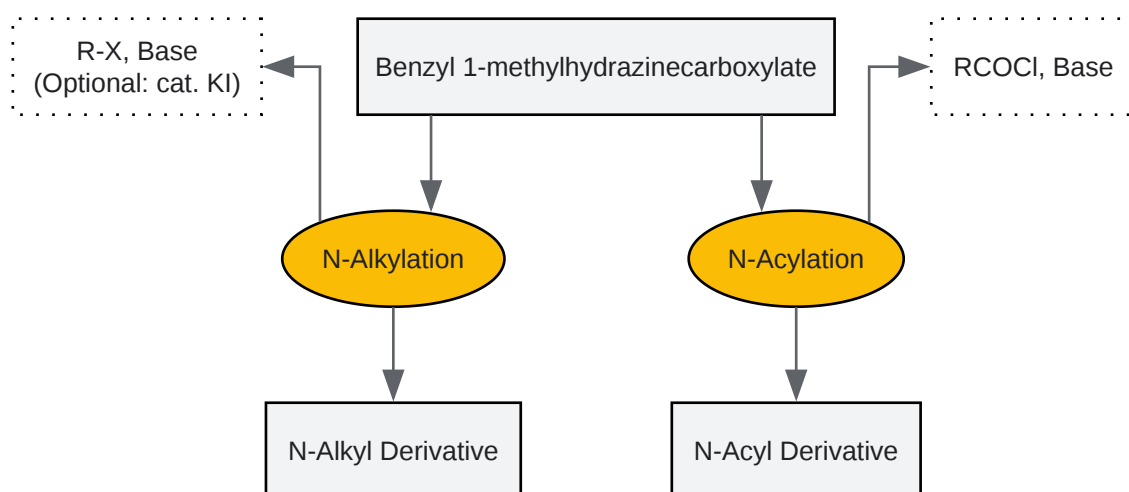 R-X, Base
(Optional: cat. KI)
Benzyl 1-methylhydrazinecarboxylate
RCOCl, Base
N-Alkylation
N-Acylation
N-Alkyl Derivative
N-Acyl Derivative